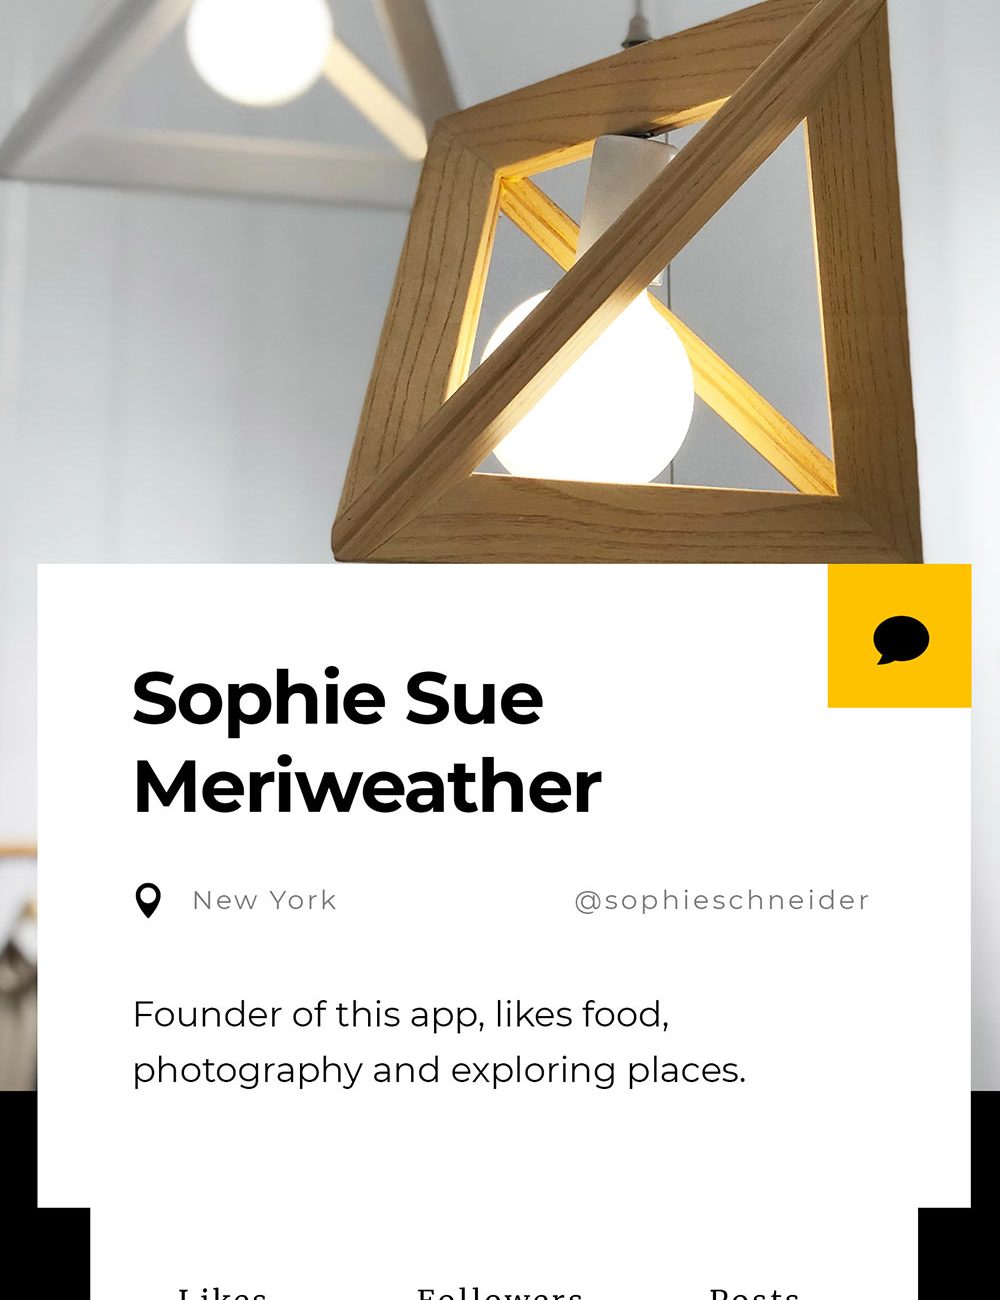 Sophie Sue
Meriweather
New York
@sophieschneider
Founder of this app, likes food,
photography and exploring places.
Likes
Followers
Posts